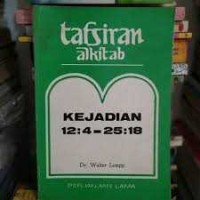 tafsiran
alkitab
KEJADIAN
12:4-25:18
Dr. Walter Lempp